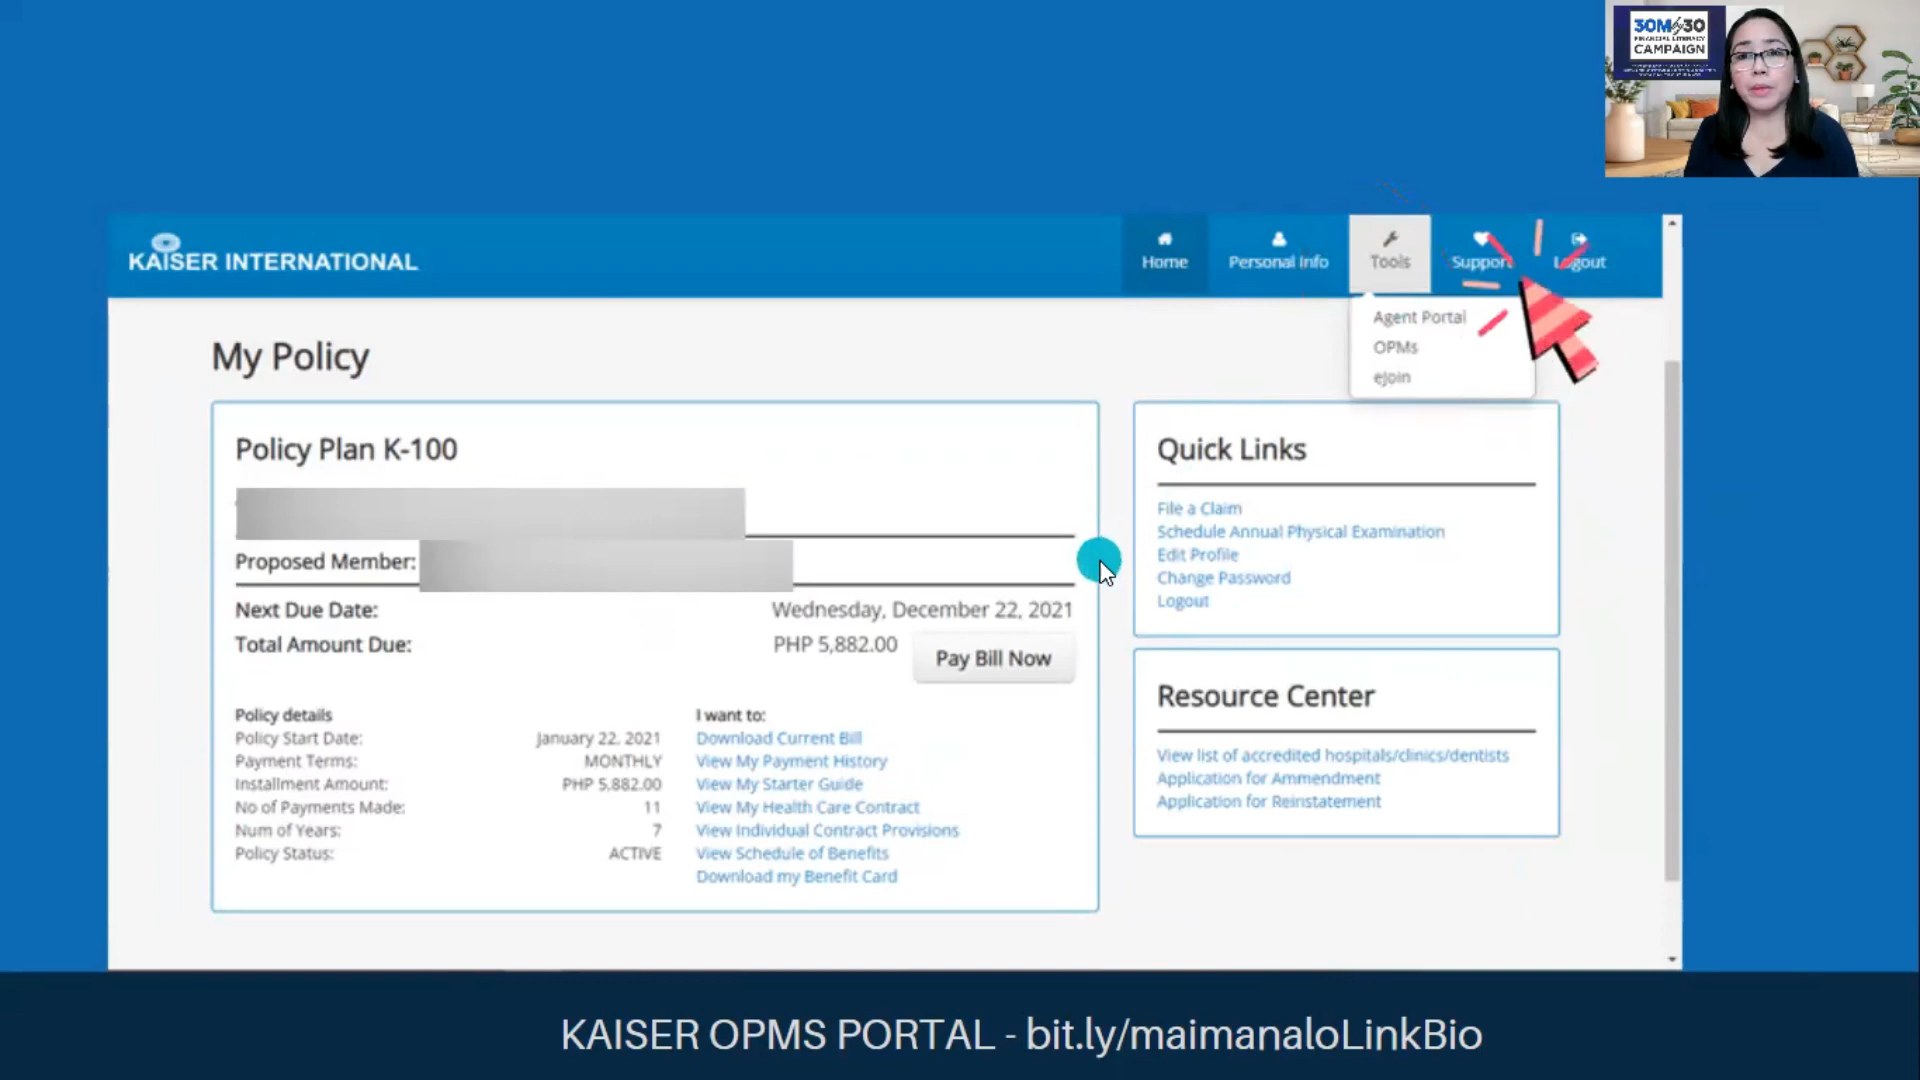 30M by 30
FINANCIAL LITERACY
CAMPAIGN
KAISER INTERNATIONAL
Home
Personal Info
Tools
Support
Logout
Agent Portal
OPMs
eJoin
My Policy
Policy Plan K-100
Proposed Member:
Next Due Date: Wednesday, December 22, 2021
Total Amount Due: PHP 5,882.00
Pay Bill Now
Policy details
Policy Start Date: January 22, 2021
Payment Terms: MONTHLY
Installment Amount: PHP 5,882.00
No of Payments Made: 11
Num of Years: 7
Policy Status: ACTIVE
I want to:
Download Current Bill
View My Payment History
View My Starter Guide
View My Health Care Contract
View Individual Contract Provisions
View Schedule of Benefits
Download my Benefit Card
Quick Links
File a Claim
Schedule Annual Physical Examination
Edit Profile
Change Password
Logout
Resource Center
View list of accredited hospitals/clinics/dentists
Application for Ammendment
Application for Reinstatement
KAISER OPMS PORTAL - bit.ly/maimanaloLinkBio